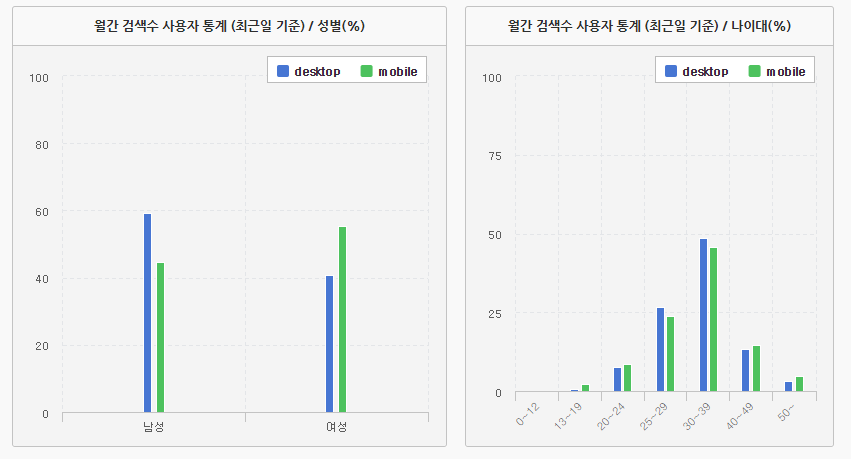 월간 검색수 사용자 통계 (최근일 기준) / 성별(%)
desktop mobile
100
80
60
40
20
0
남성 여성
월간 검색수 사용자 통계 (최근일 기준) / 나이대(%)
desktop mobile
100
75
50
25
0
0~12 13~19 20~24 25~29 30~39 40~49 50~